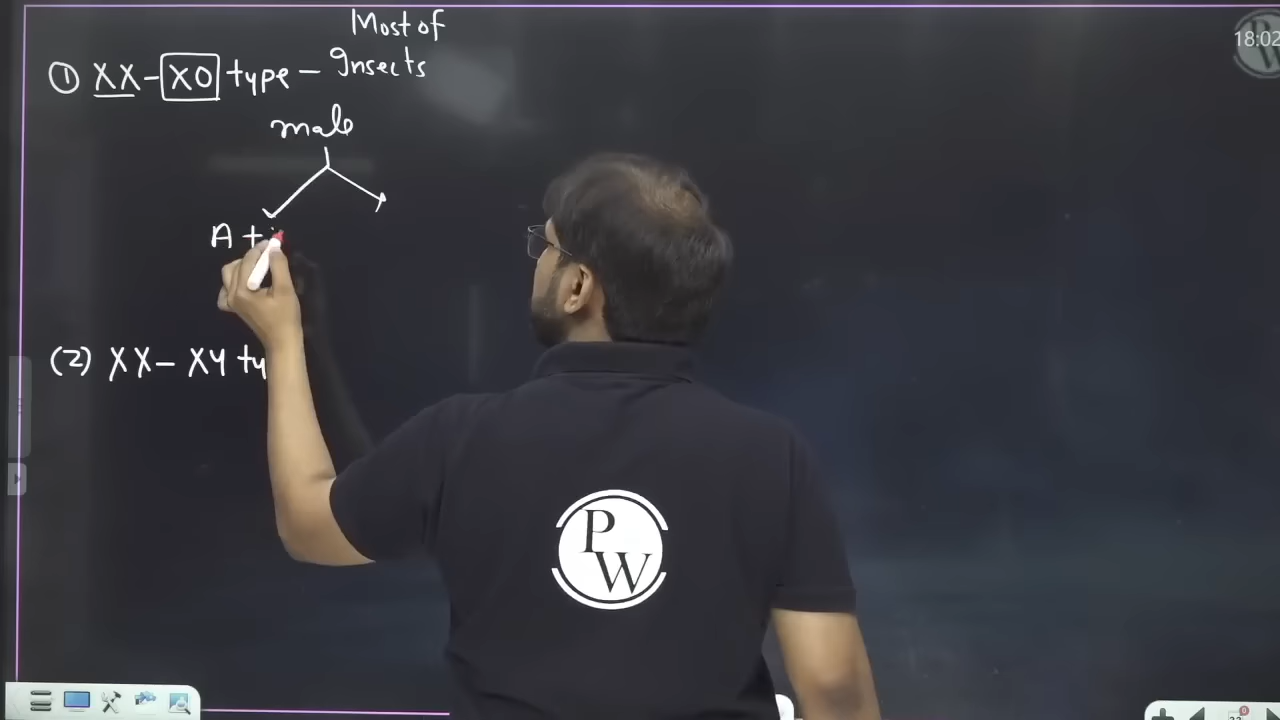 Most of
① XX - XO type - Insects
male
A +
(2) XX - XY ty
P
W
18:02